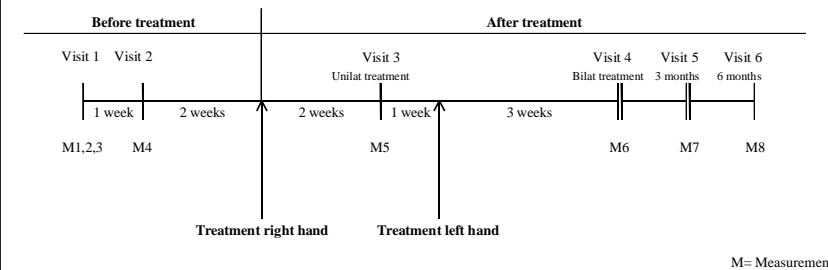 Before treatment After treatment
Visit 1 Visit 2 Visit 3 Visit 4 Visit 5 Visit 6
Unilat treatment Bilat treatment 3 months 6 months
1 week 2 weeks 2 weeks 1 week 3 weeks
M1,2,3 M4 M5 M6 M7 M8
Treatment right hand Treatment left hand
M= Measuremen